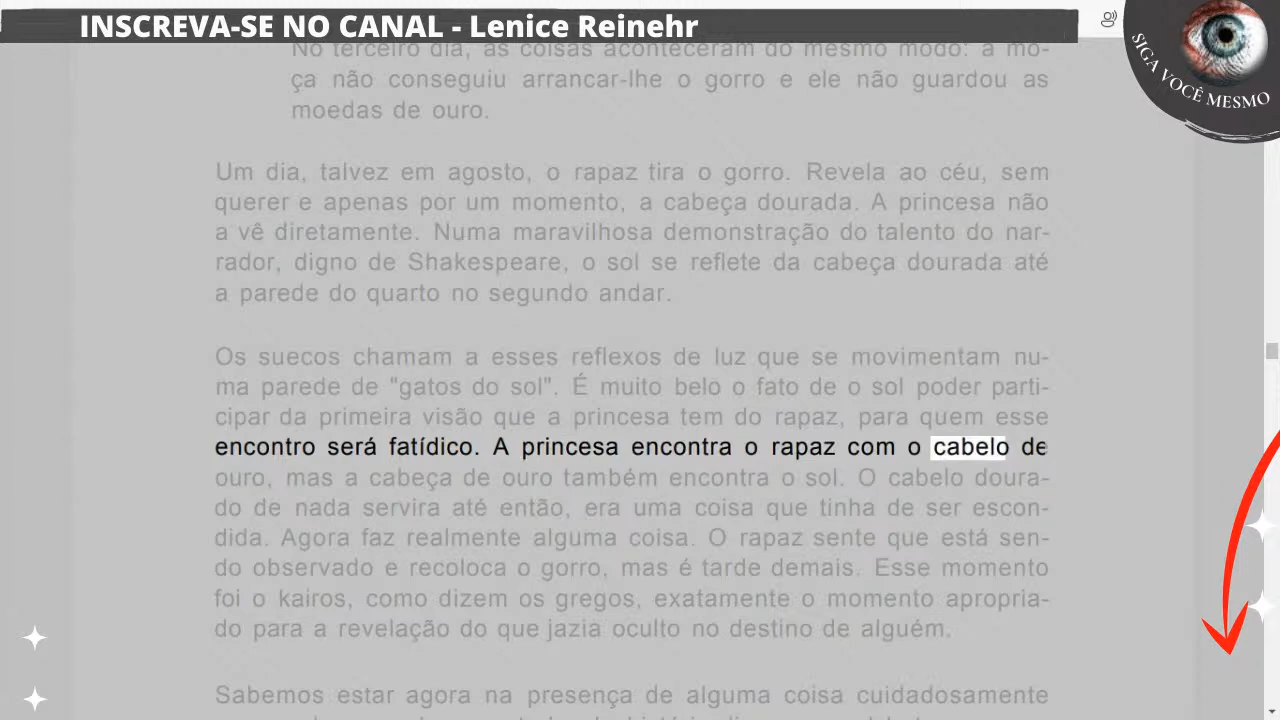 INSCREVA-SE NO CANAL - Lenice Reinehr
SIGA VOCÊ MESMO
No terceiro dia, as coisas aconteceram do mesmo modo: a mo-
ça não conseguiu arrancar-lhe o gorro e ele não guardou as
moedas de ouro.
Um dia, talvez em agosto, o rapaz tira o gorro. Revela ao céu, sem
querer e apenas por um momento, a cabeça dourada. A princesa não
a vê diretamente. Numa maravilhosa demonstração do talento do nar-
rador, digno de Shakespeare, o sol se reflete da cabeça dourada até
a parede do quarto no segundo andar.
Os suecos chamam a esses reflexos de luz que se movimentam nu-
ma parede de "gatos do sol". É muito belo o fato de o sol poder parti-
cipar da primeira visão que a princesa tem do rapaz, para quem esse
encontro será fatídico. A princesa encontra o rapaz com o cabelo de
ouro, mas a cabeça de ouro também encontra o sol. O cabelo doura-
do de nada servira até então, era uma coisa que tinha de ser escon-
dida. Agora faz realmente alguma coisa. O rapaz sente que está sen-
do observado e recoloca o gorro, mas é tarde demais. Esse momento
foi o kairos, como dizem os gregos, exatamente o momento apropria-
do para a revelação do que jazia oculto no destino de alguém.
Sabemos estar agora na presença de alguma coisa cuidadosamente